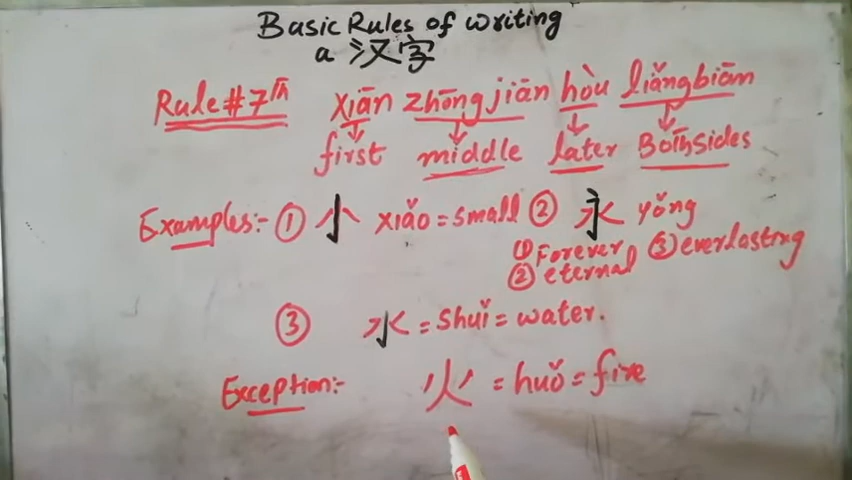 Basic Rules of writing
a 汉字
Rule#7th xiān zhōngjiān hòu liǎngbiān
first middle later Bothsides
Examples:- ① 小 xiǎo = small ② 永 yǒng
① Forever ③ everlasting
② eternal
③ 水 = Shuǐ = water.
Exception:- 火 = huǒ = fire